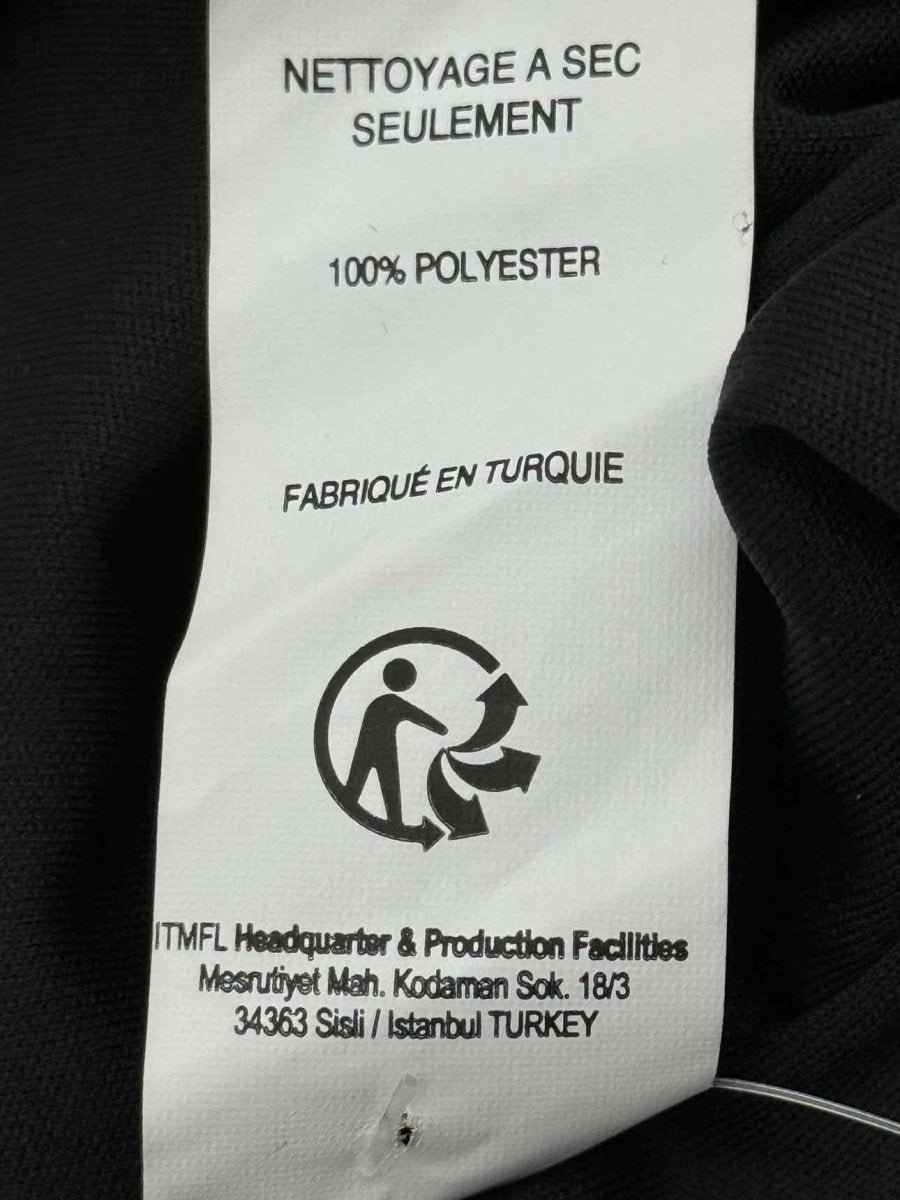 NETTOYAGE A SEC
SEULEMENT
100% POLYESTER
FABRIQUÉ EN TURQUIE
ITMFL Headquarter & Production Facilities
Mesrutiyet Mah. Kodaman Sok. 18/3
34363 Sisli / Istanbul TURKEY